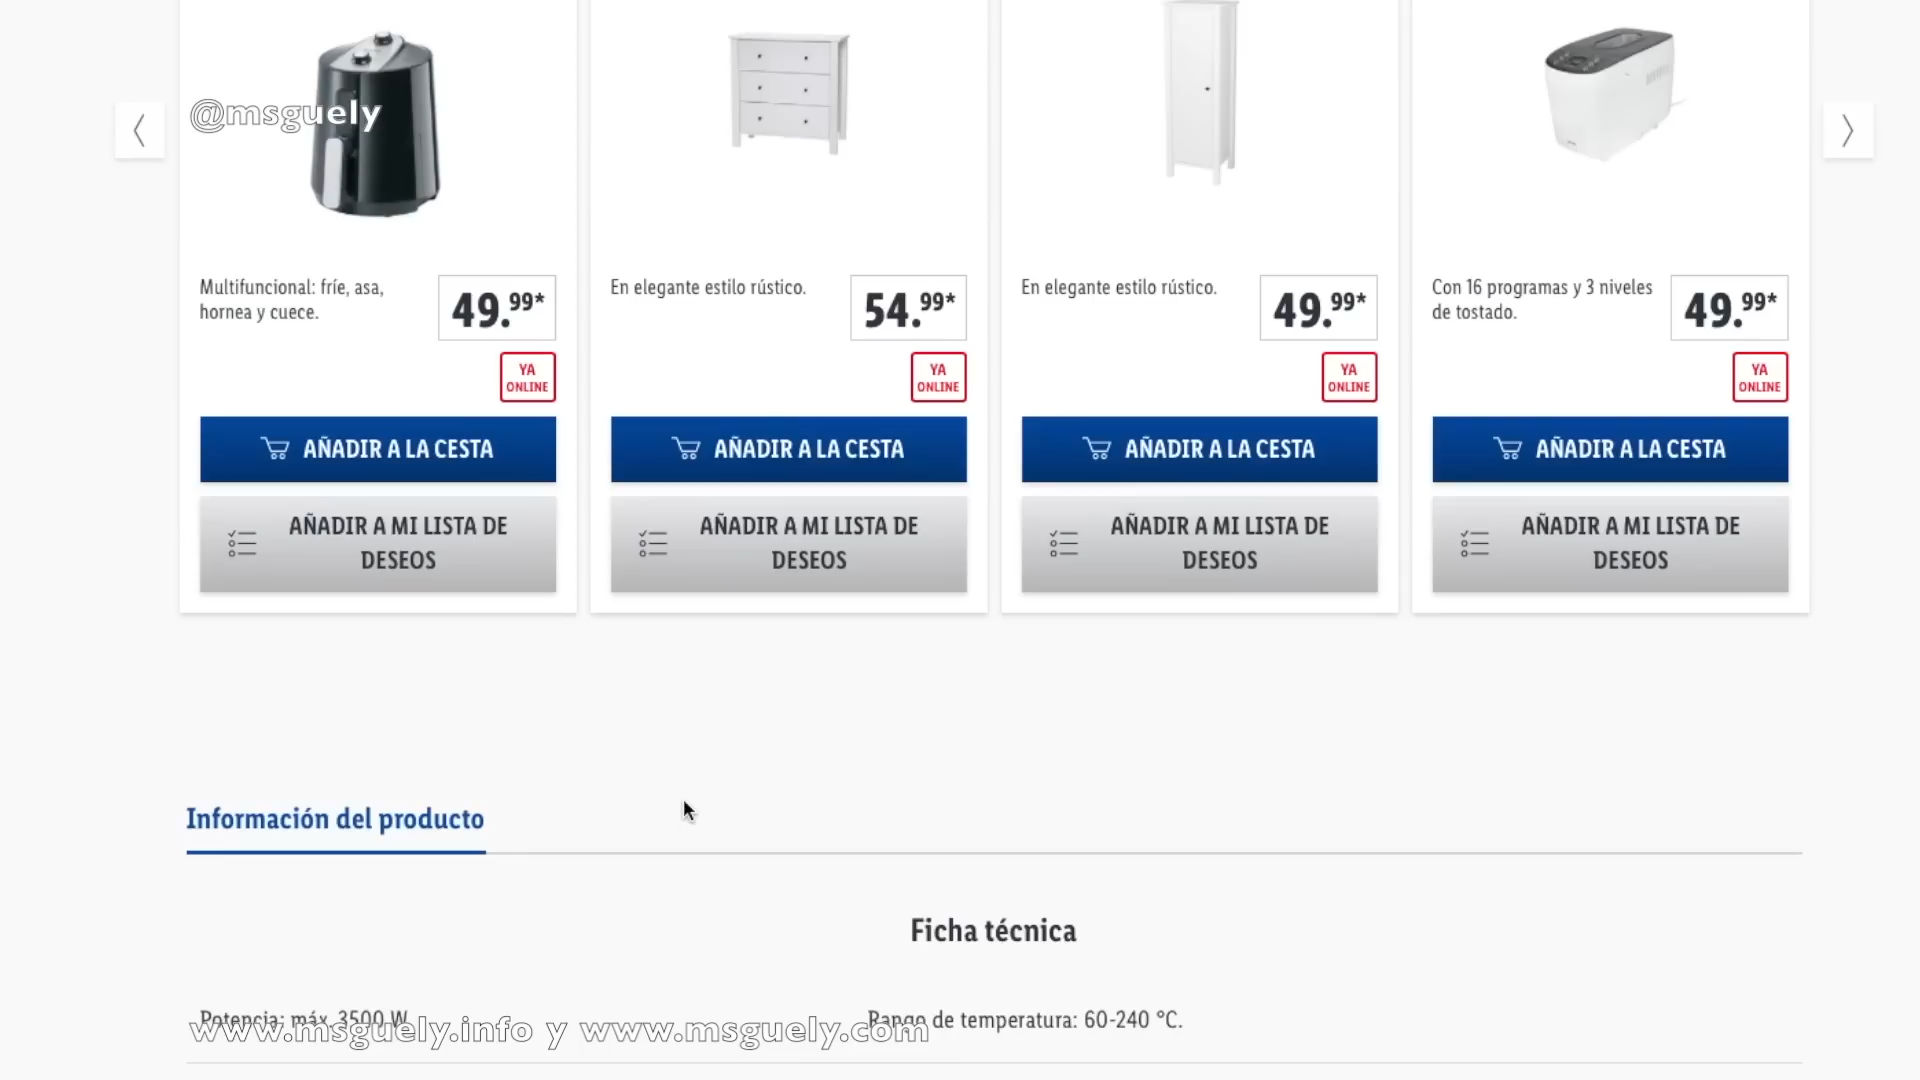 @msguely
Multifuncional: fríe, asa,
hornea y cuece.
49.99*
YA
ONLINE
AÑADIR A LA CESTA
AÑADIR A MI LISTA DE
DESEOS
En elegante estilo rústico.
54.99*
YA
ONLINE
AÑADIR A LA CESTA
AÑADIR A MI LISTA DE
DESEOS
En elegante estilo rústico.
49.99*
YA
ONLINE
AÑADIR A LA CESTA
AÑADIR A MI LISTA DE
DESEOS
Con 16 programas y 3 niveles
de tostado.
49.99*
YA
ONLINE
AÑADIR A LA CESTA
AÑADIR A MI LISTA DE
DESEOS
Información del producto
Ficha técnica
Potencia: máx. 3500 W
Rango de temperatura: 60-240 °C.
www.msguely.info y www.msguely.com